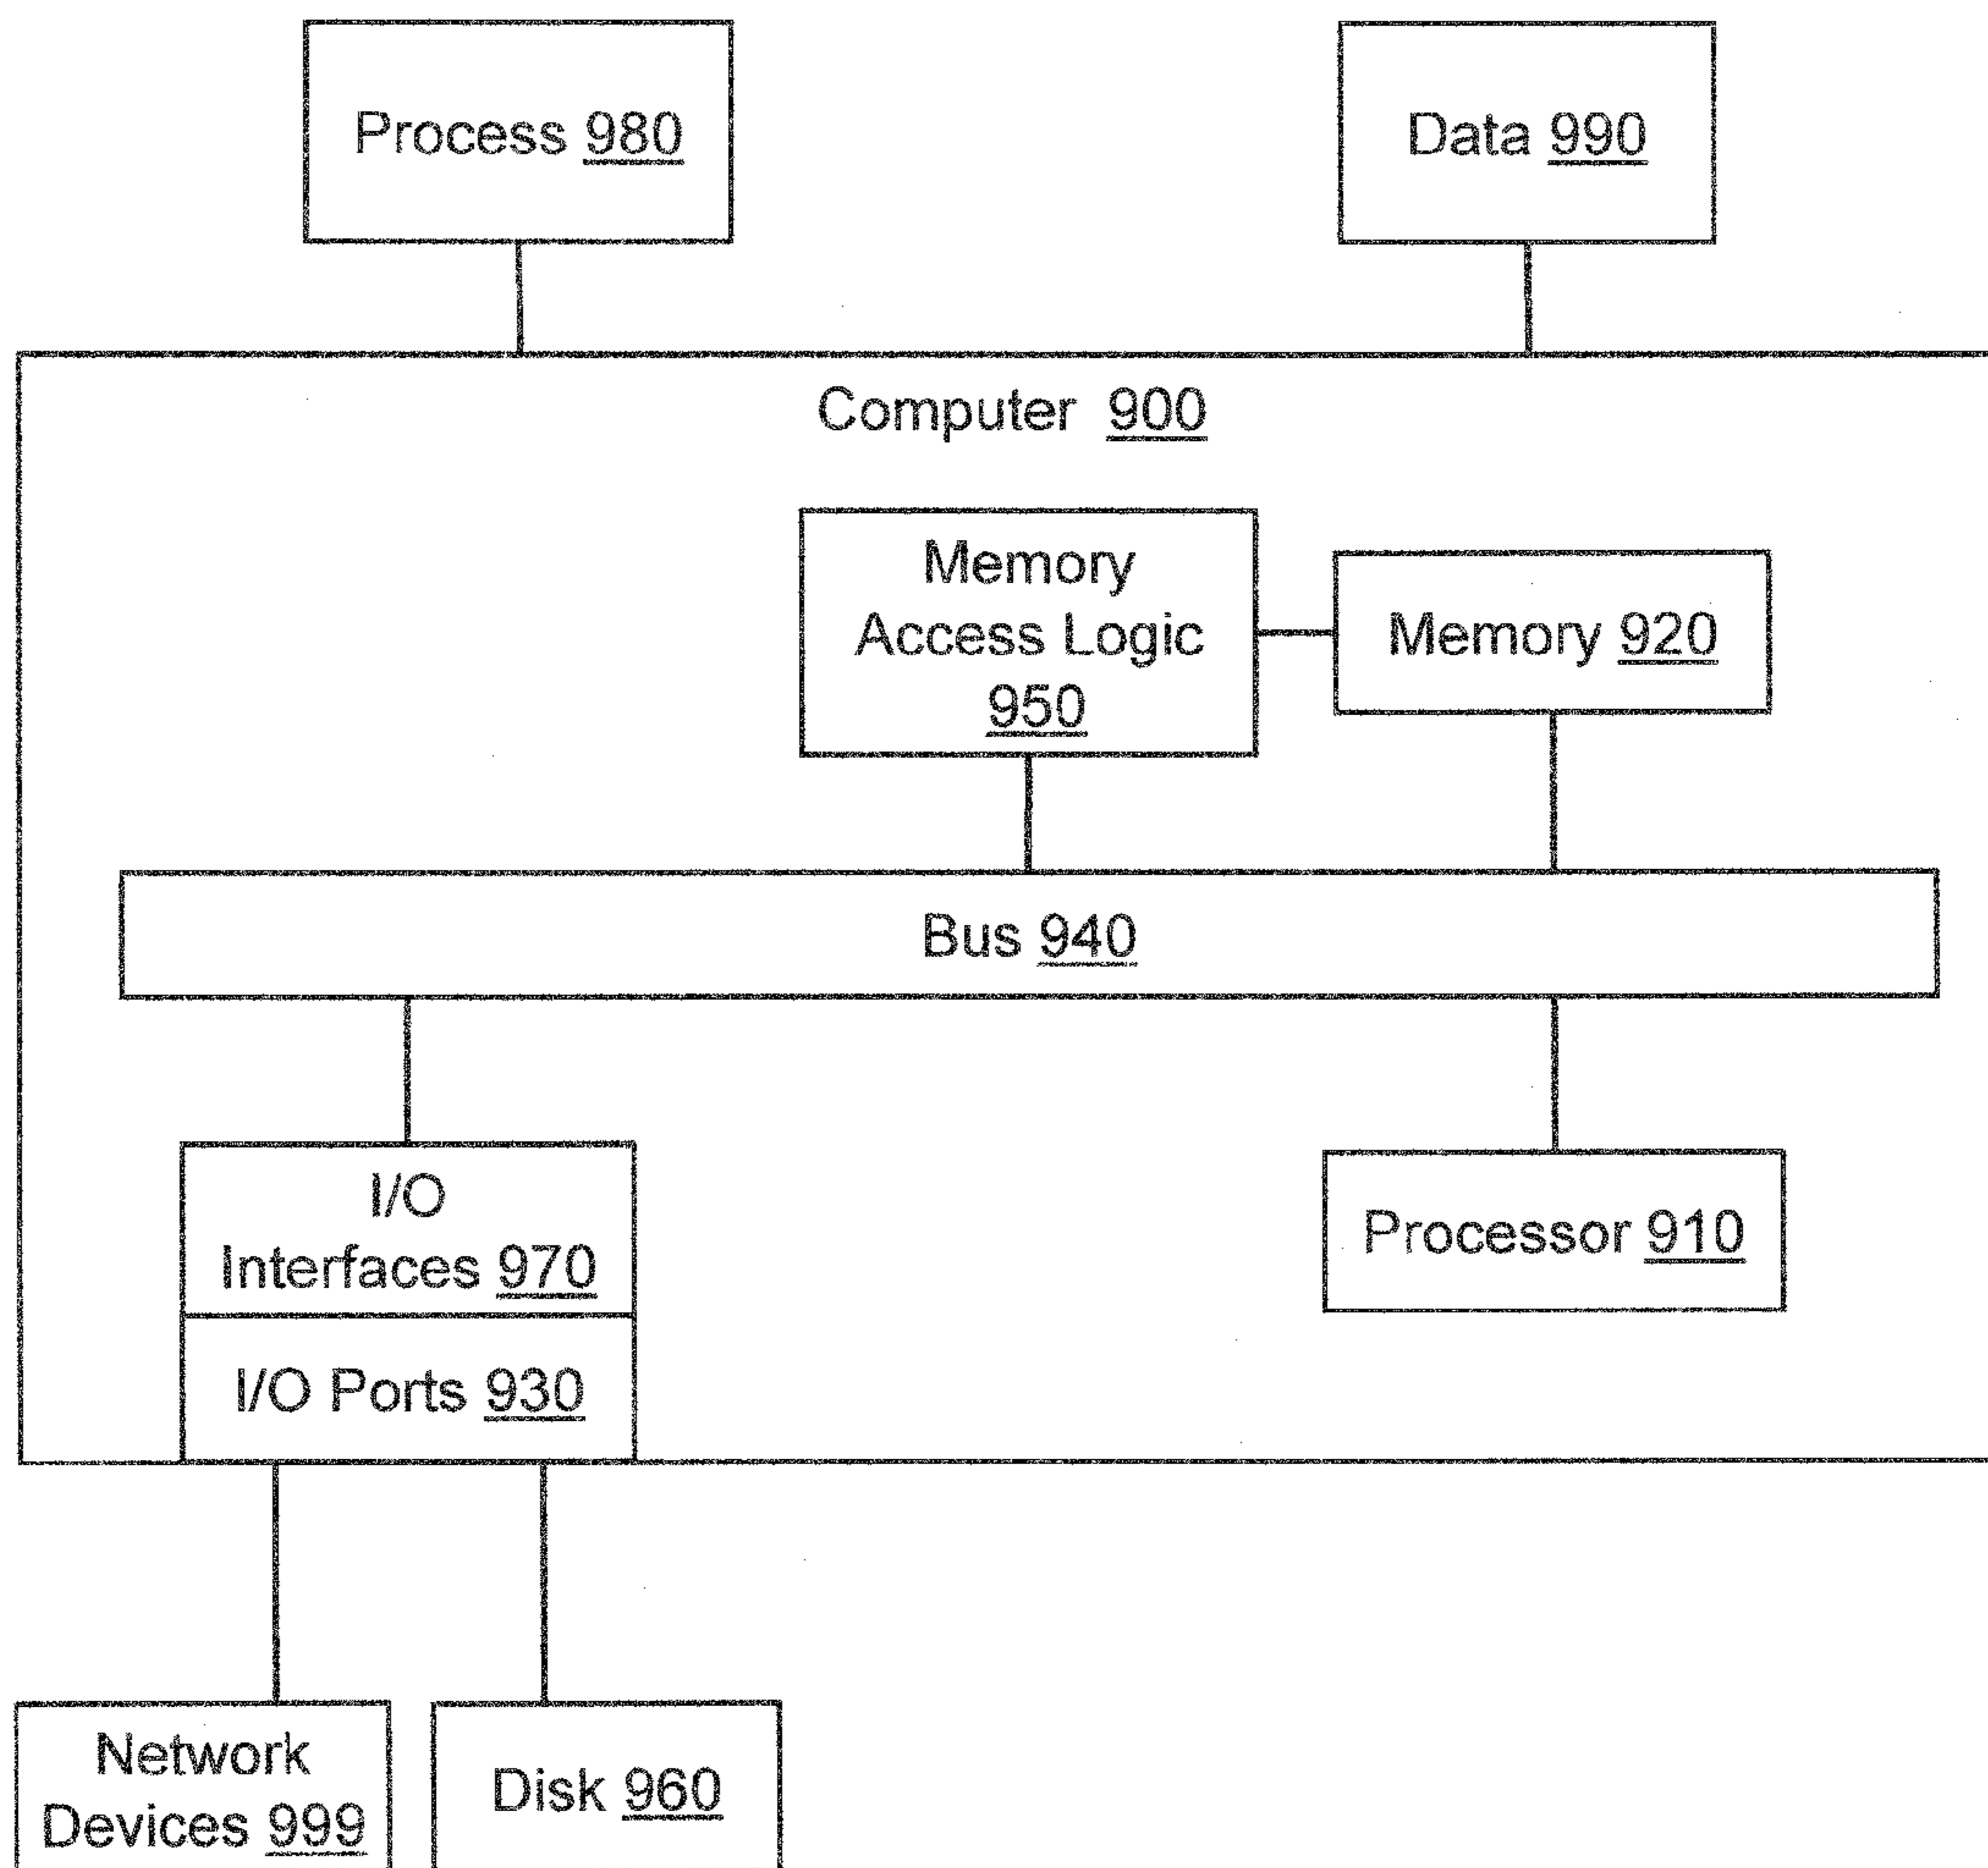 Process 980
Data 990
Computer 900
Memory
Access Logic
950
Memory 920
Bus 940
I/O
Interfaces 970
I/O Ports 930
Processor 910
Network
Devices 999
Disk 960